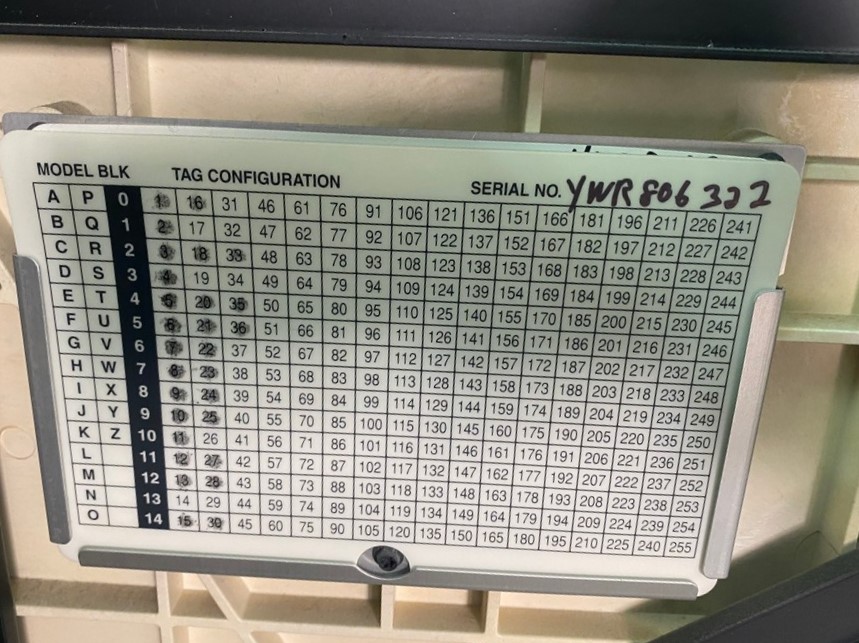 MODEL BLK TAG CONFIGURATION SERIAL NO. YWR806322
A P 0 1 16 31 46 61 76 91 106 121 136 151 166 181 196 211 226 241
B Q 1 2 17 32 47 62 77 92 107 122 137 152 167 182 197 212 227 242
C R 2 3 18 33 48 63 78 93 108 123 138 153 168 183 198 213 228 243
D S 3 4 19 34 49 64 79 94 109 124 139 154 169 184 199 214 229 244
E T 4 5 20 35 50 65 80 95 110 125 140 155 170 185 200 215 230 245
F U 5 6 21 36 51 66 81 96 111 126 141 156 171 186 201 216 231 246
G V 6 7 22 37 52 67 82 97 112 127 142 157 172 187 202 217 232 247
H W 7 8 23 38 53 68 83 98 113 128 143 158 173 188 203 218 233 248
I X 8 9 24 39 54 69 84 99 114 129 144 159 174 189 204 219 234 249
J Y 9 10 25 40 55 70 85 100 115 130 145 160 175 190 205 220 235 250
K Z 10 11 26 41 56 71 86 101 116 131 146 161 176 191 206 221 236 251
L 11 12 27 42 57 72 87 102 117 132 147 162 177 192 207 222 237 252
M 12 13 28 43 58 73 88 103 118 133 148 163 178 193 208 223 238 253
N 13 14 29 44 59 74 89 104 119 134 149 164 179 194 209 224 239 254
O 14 15 30 45 60 75 90 105 120 135 150 165 180 195 210 225 240 255